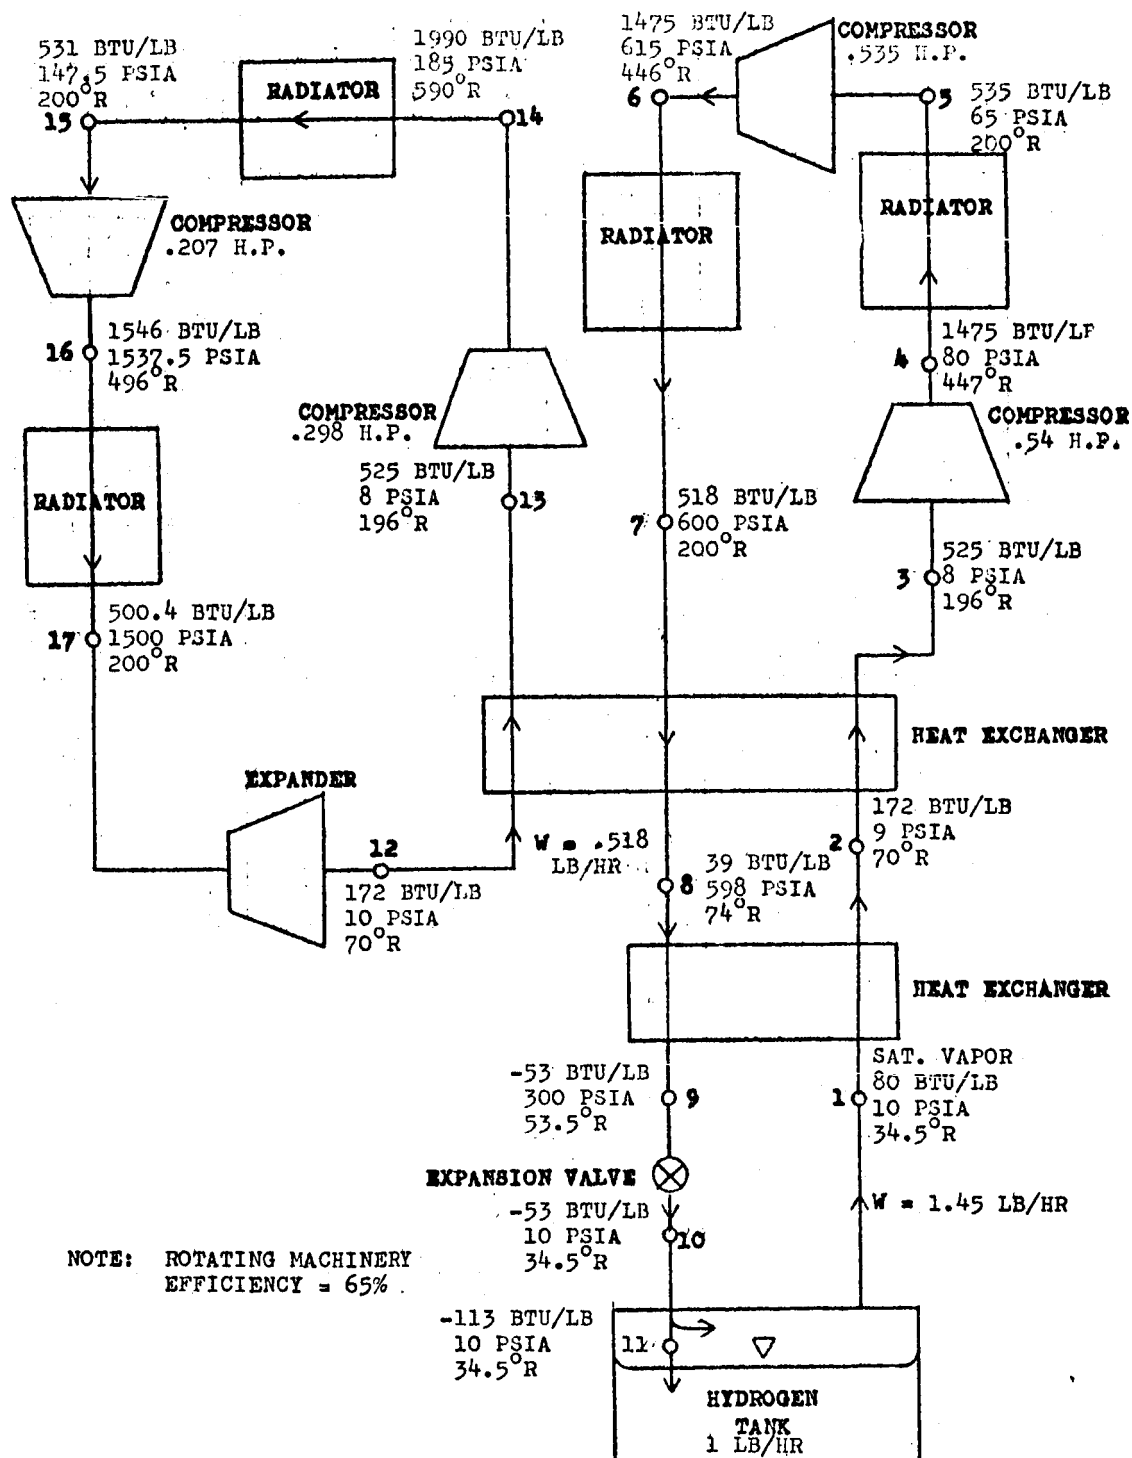 531 BTU/LB
147.5 PSIA
200°R
15
RADIATOR
1990 BTU/LB
185 PSIA
590°R
14
1475 BTU/LB
615 PSIA
446°R
6
COMPRESSOR
.535 H.P.
5
535 BTU/LB
65 PSIA
200°R
COMPRESSOR
.207 H.P.
RADIATOR
RADIATOR
16
1546 BTU/LB
1537.5 PSIA
496°R
COMPRESSOR
.298 H.P.
4
1475 BTU/LF
80 PSIA
447°R
COMPRESSOR
.54 H.P.
RADIATOR
525 BTU/LB
8 PSIA
196°R
13
7
518 BTU/LB
600 PSIA
200°R
3
525 BTU/LB
8 PSIA
196°R
17
500.4 BTU/LB
1500 PSIA
200°R
HEAT EXCHANGER
EXPANDER
12
172 BTU/LB
10 PSIA
70°R
W = .518
LB/HR
8
39 BTU/LB
598 PSIA
74°R
2
172 BTU/LB
9 PSIA
70°R
HEAT EXCHANGER
-53 BTU/LB
300 PSIA
53.5°R
9
1
SAT. VAPOR
80 BTU/LB
10 PSIA
34.5°R
EXPANSION VALVE
-53 BTU/LB
10 PSIA
34.5°R
10
W = 1.45 LB/HR
NOTE: ROTATING MACHINERY
EFFICIENCY = 65%
-113 BTU/LB
10 PSIA
34.5°R
11
HYDROGEN
TANK
1 LB/HR